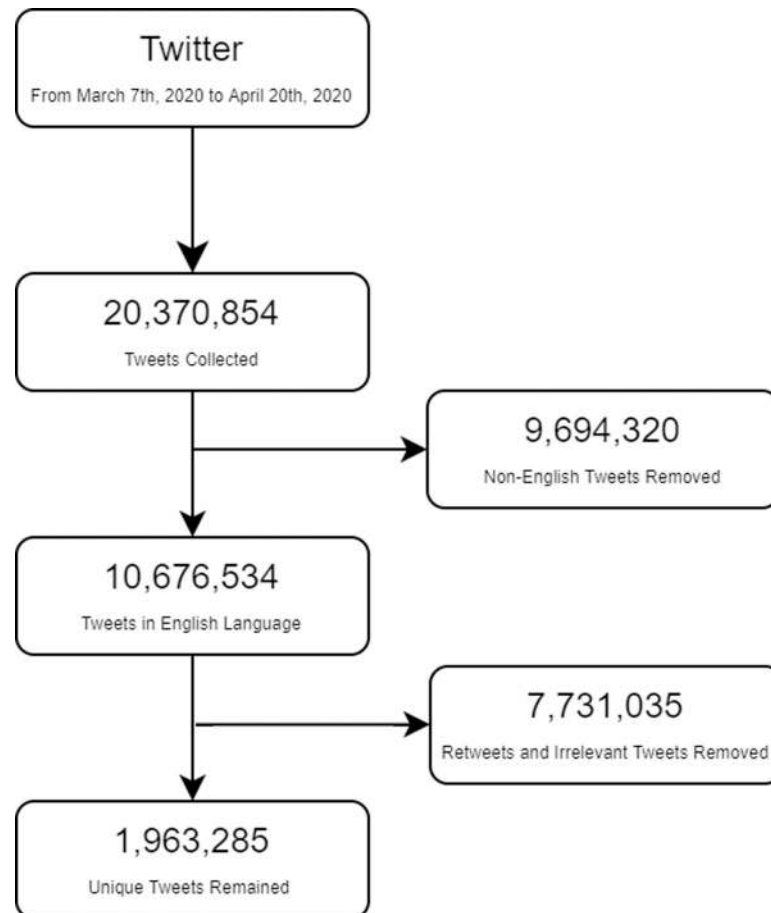 Twitter
From March 7th, 2020 to April 20th, 2020
20,370,854
Tweets Collected
9,694,320
Non-English Tweets Removed
10,676,534
Tweets in English Language
7,731,035
Retweets and Irrelevant Tweets Removed
1,963,285
Unique Tweets Remained